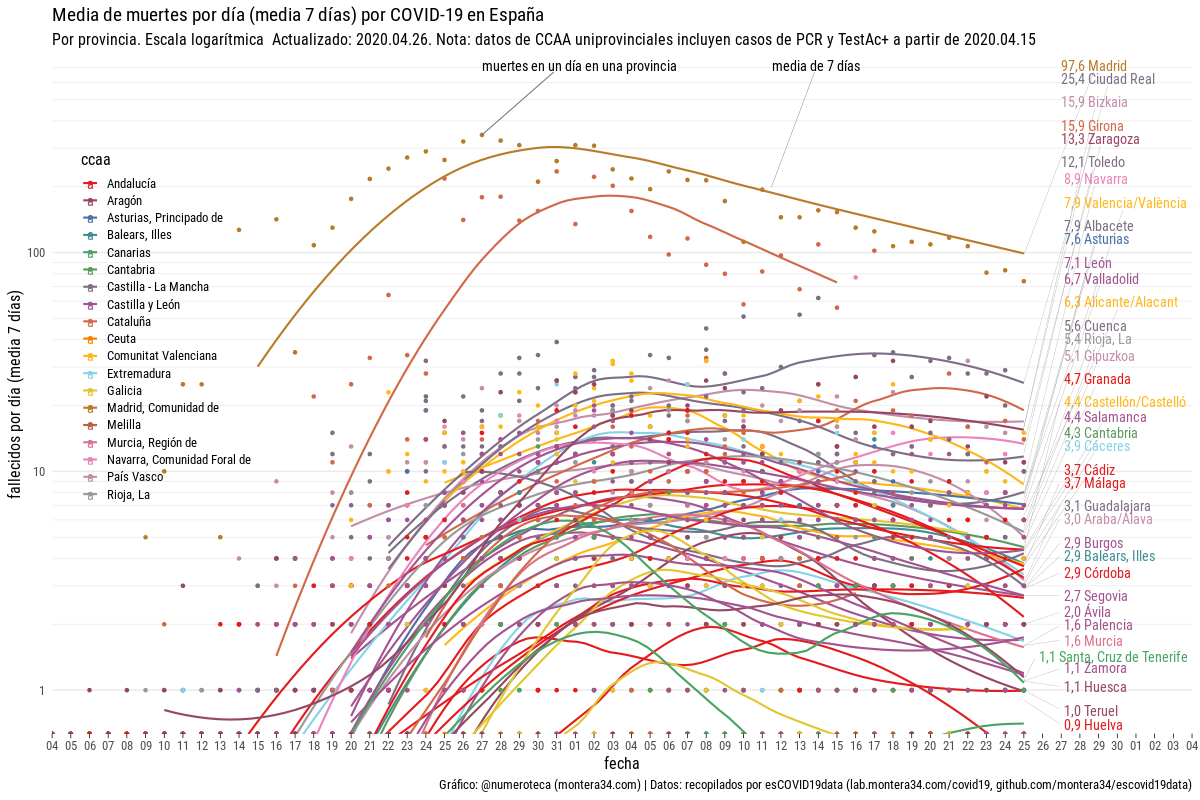 Media de muertes por día (media 7 días) por COVID-19 en España
Por provincia. Escala logarítmica  Actualizado: 2020.04.26. Nota: datos de CCAA uniprovinciales incluyen casos de PCR y TestAc+ a partir de 2020.04.15
muertes en un día en una provincia
media de 7 días
ccaa
Andalucía
Aragón
Asturias, Principado de
Balears, Illes
Canarias
Cantabria
Castilla - La Mancha
Castilla y León
Cataluña
Ceuta
Comunitat Valenciana
Extremadura
Galicia
Madrid, Comunidad de
Melilla
Murcia, Región de
Navarra, Comunidad Foral de
País Vasco
Rioja, La
97,6 Madrid
25,4 Ciudad Real
15,9 Bizkaia
15,9 Girona
13,3 Zaragoza
12,1 Toledo
8,9 Navarra
7,9 Valencia/València
7,9 Albacete
7,6 Asturias
7,1 León
6,7 Valladolid
6,3 Alicante/Alacant
5,6 Cuenca
5,4 Rioja, La
5,1 Gipuzkoa
4,7 Granada
4,4 Castellón/Castelló
4,4 Salamanca
4,3 Cantabria
3,9 Cáceres
3,7 Cádiz
3,7 Málaga
3,1 Guadalajara
3,0 Araba/Álava
2,9 Burgos
2,9 Balears, Illes
2,9 Córdoba
2,7 Segovia
2,0 Ávila
1,6 Palencia
1,6 Murcia
1,1 Santa Cruz de Tenerife
1,1 Zamora
1,1 Huesca
1,0 Teruel
0,9 Huelva
fallecidos por día (media 7 días)
100
10
1
04 05 06 07 08 09 10 11 12 13 14 15 16 17 18 19 20 21 22 23 24 25 26 27 28 29 30 31 01 02 03 04 05 06 07 08 09 10 11 12 13 14 15 16 17 18 19 20 21 22 23 24 25 26 27 28 29 30 01 02 03 04
fecha
Gráfico: @numeroteca (montera34.com) | Datos: recopilados por esCOVID19data (lab.montera34.com/covid19, github.com/montera34/escovid19data)